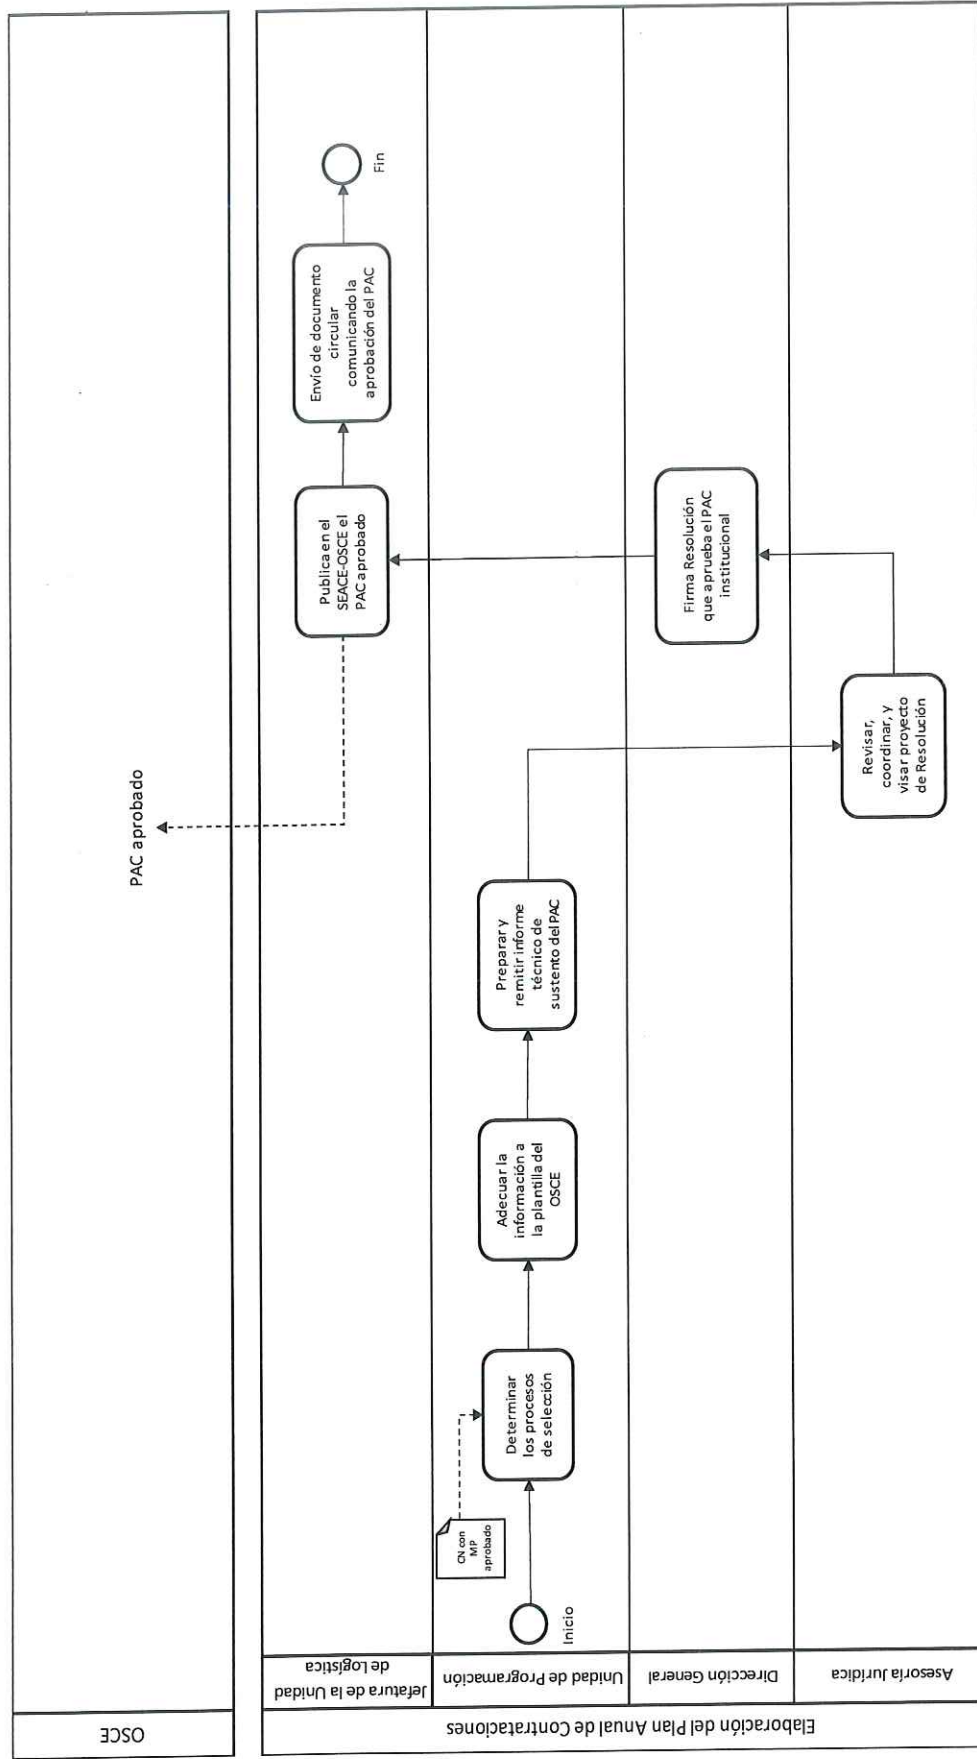 OSCE
PAC aprobado
Elaboración del Plan Anual de Contrataciones
Jefatura de la Unidad
de Logística
Publica en el
SEACE-OSCE el
PAC aprobado
Envío de documento
circular
comunicando la
aprobación del PAC
Fin
Unidad de Programación
Inicio
CN con
MP
aprobado
Determinar
los procesos
de selección
Adecuar la
información a
la plantilla del
OSCE
Preparar y
remitir informe
técnico de
sustento del PAC
Dirección General
Firma Resolución
que aprueba el PAC
institucional
Asesoría Jurídica
Revisar,
coordinar, y
visar proyecto
de Resolución